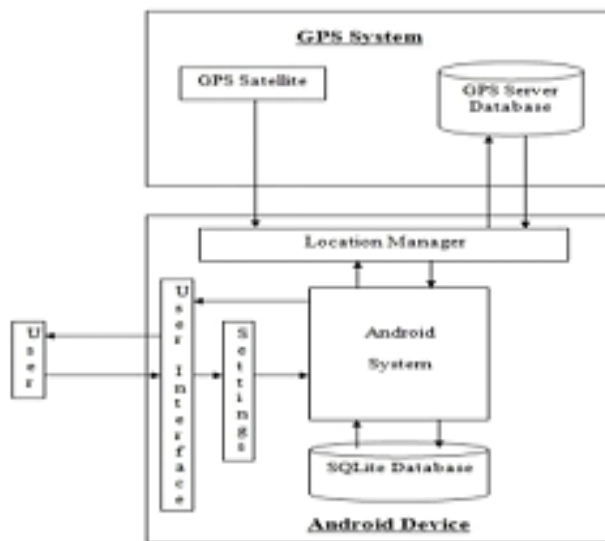 GPS System
GPS Satellite
GPS Server
Database
Location Manager
User
User Interface
Settings
Android
System
SQLite Database
Android Device